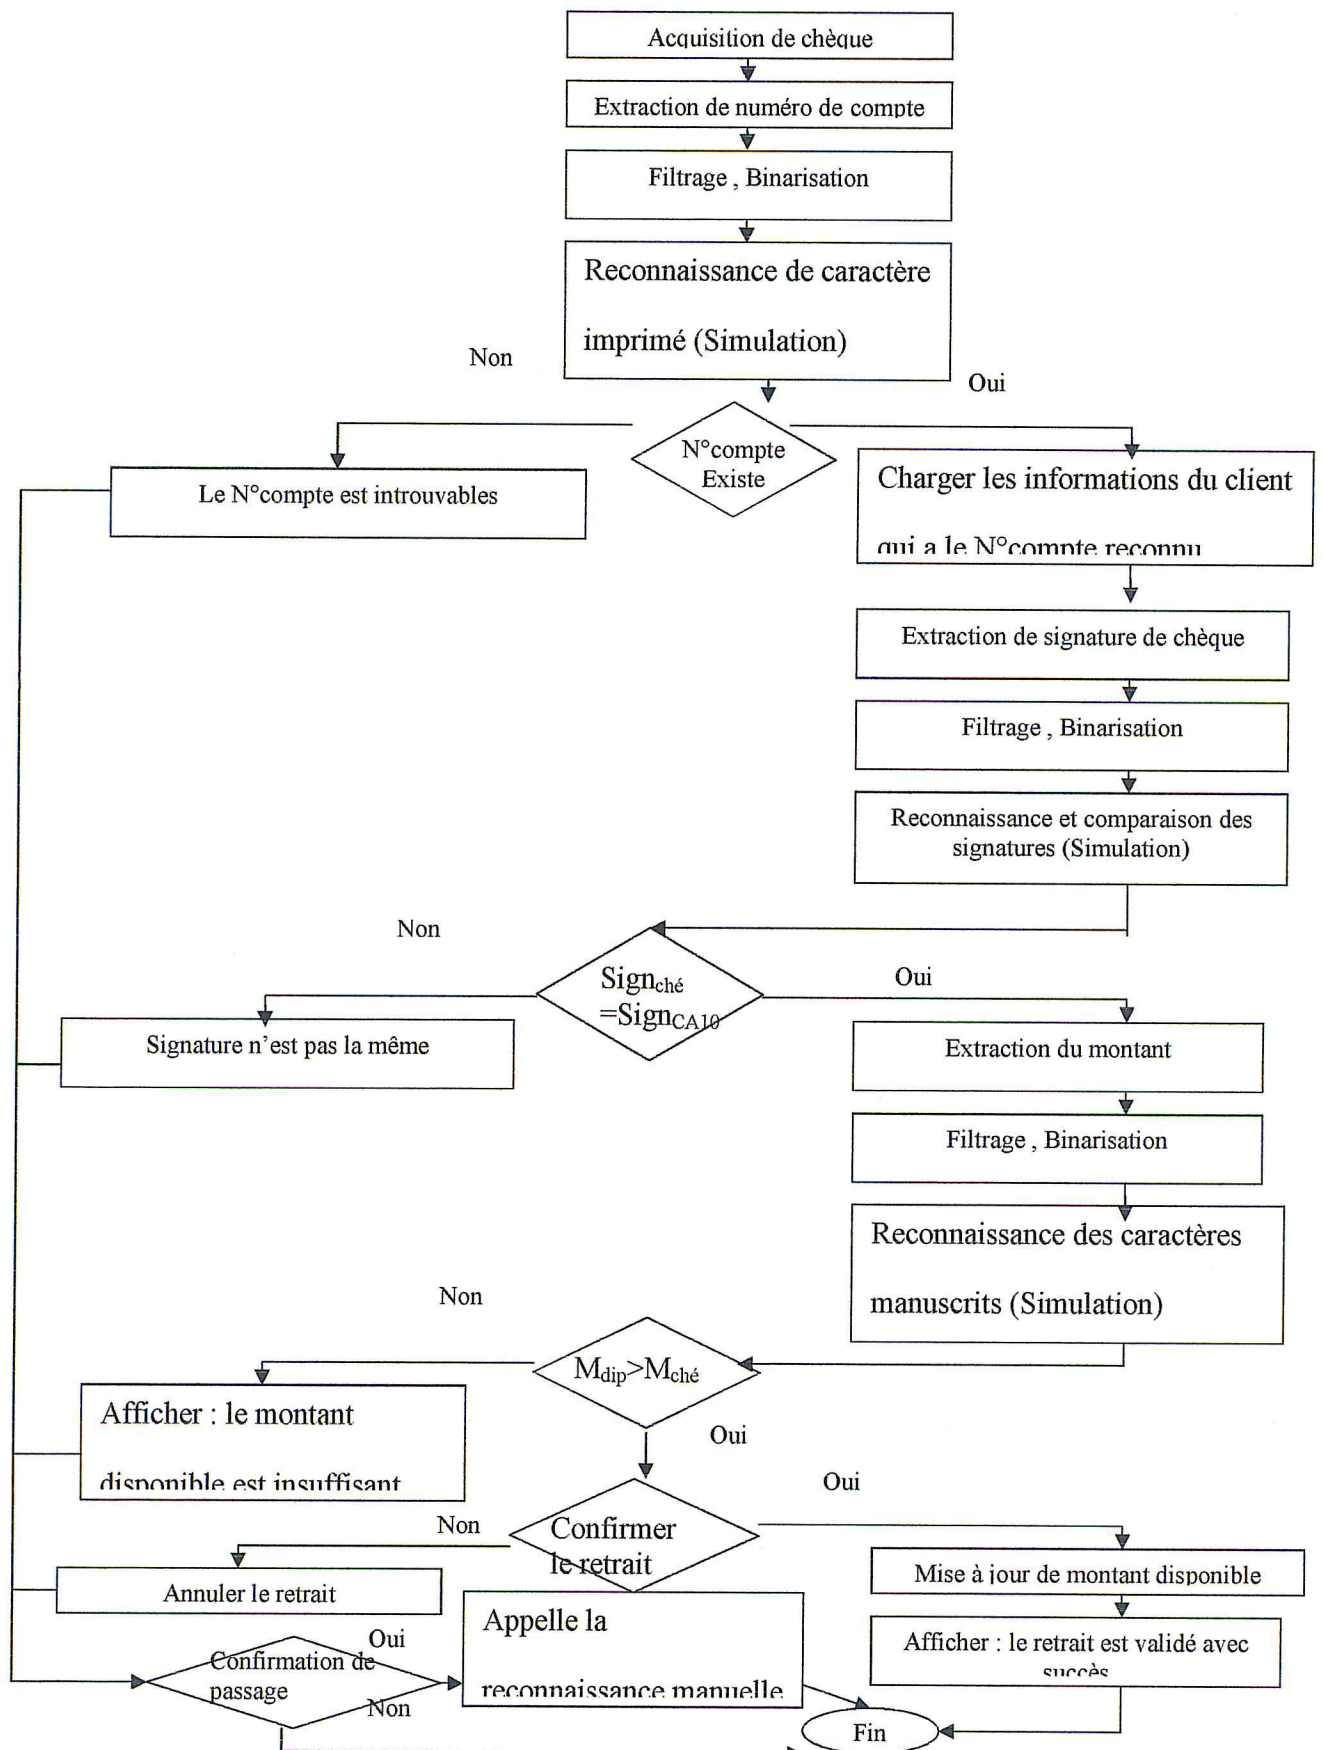 Acquisition de chèque
Extraction de numéro de compte
Filtrage , Binarisation
Reconnaissance de caractère
imprimé (Simulation)
Non
Oui
N°compte
Existe
Le N°compte est introuvables
Charger les informations du client
qui a le N°compte reconnu
Extraction de signature de chèque
Filtrage , Binarisation
Reconnaissance et comparaison des
signatures (Simulation)
Non
Oui
Signché
=SignCA10
Signature n'est pas la même
Extraction du montant
Filtrage , Binarisation
Reconnaissance des caractères
manuscrits (Simulation)
Non
Mdip>Mché
Afficher : le montant
disponible est insuffisant
Oui
Oui
Non
Confirmer
le retrait
Annuler le retrait
Mise à jour de montant disponible
Afficher : le retrait est validé avec
succès
Appelle la
reconnaissance manuelle
Oui
Confirmation de
passage
Non
Fin